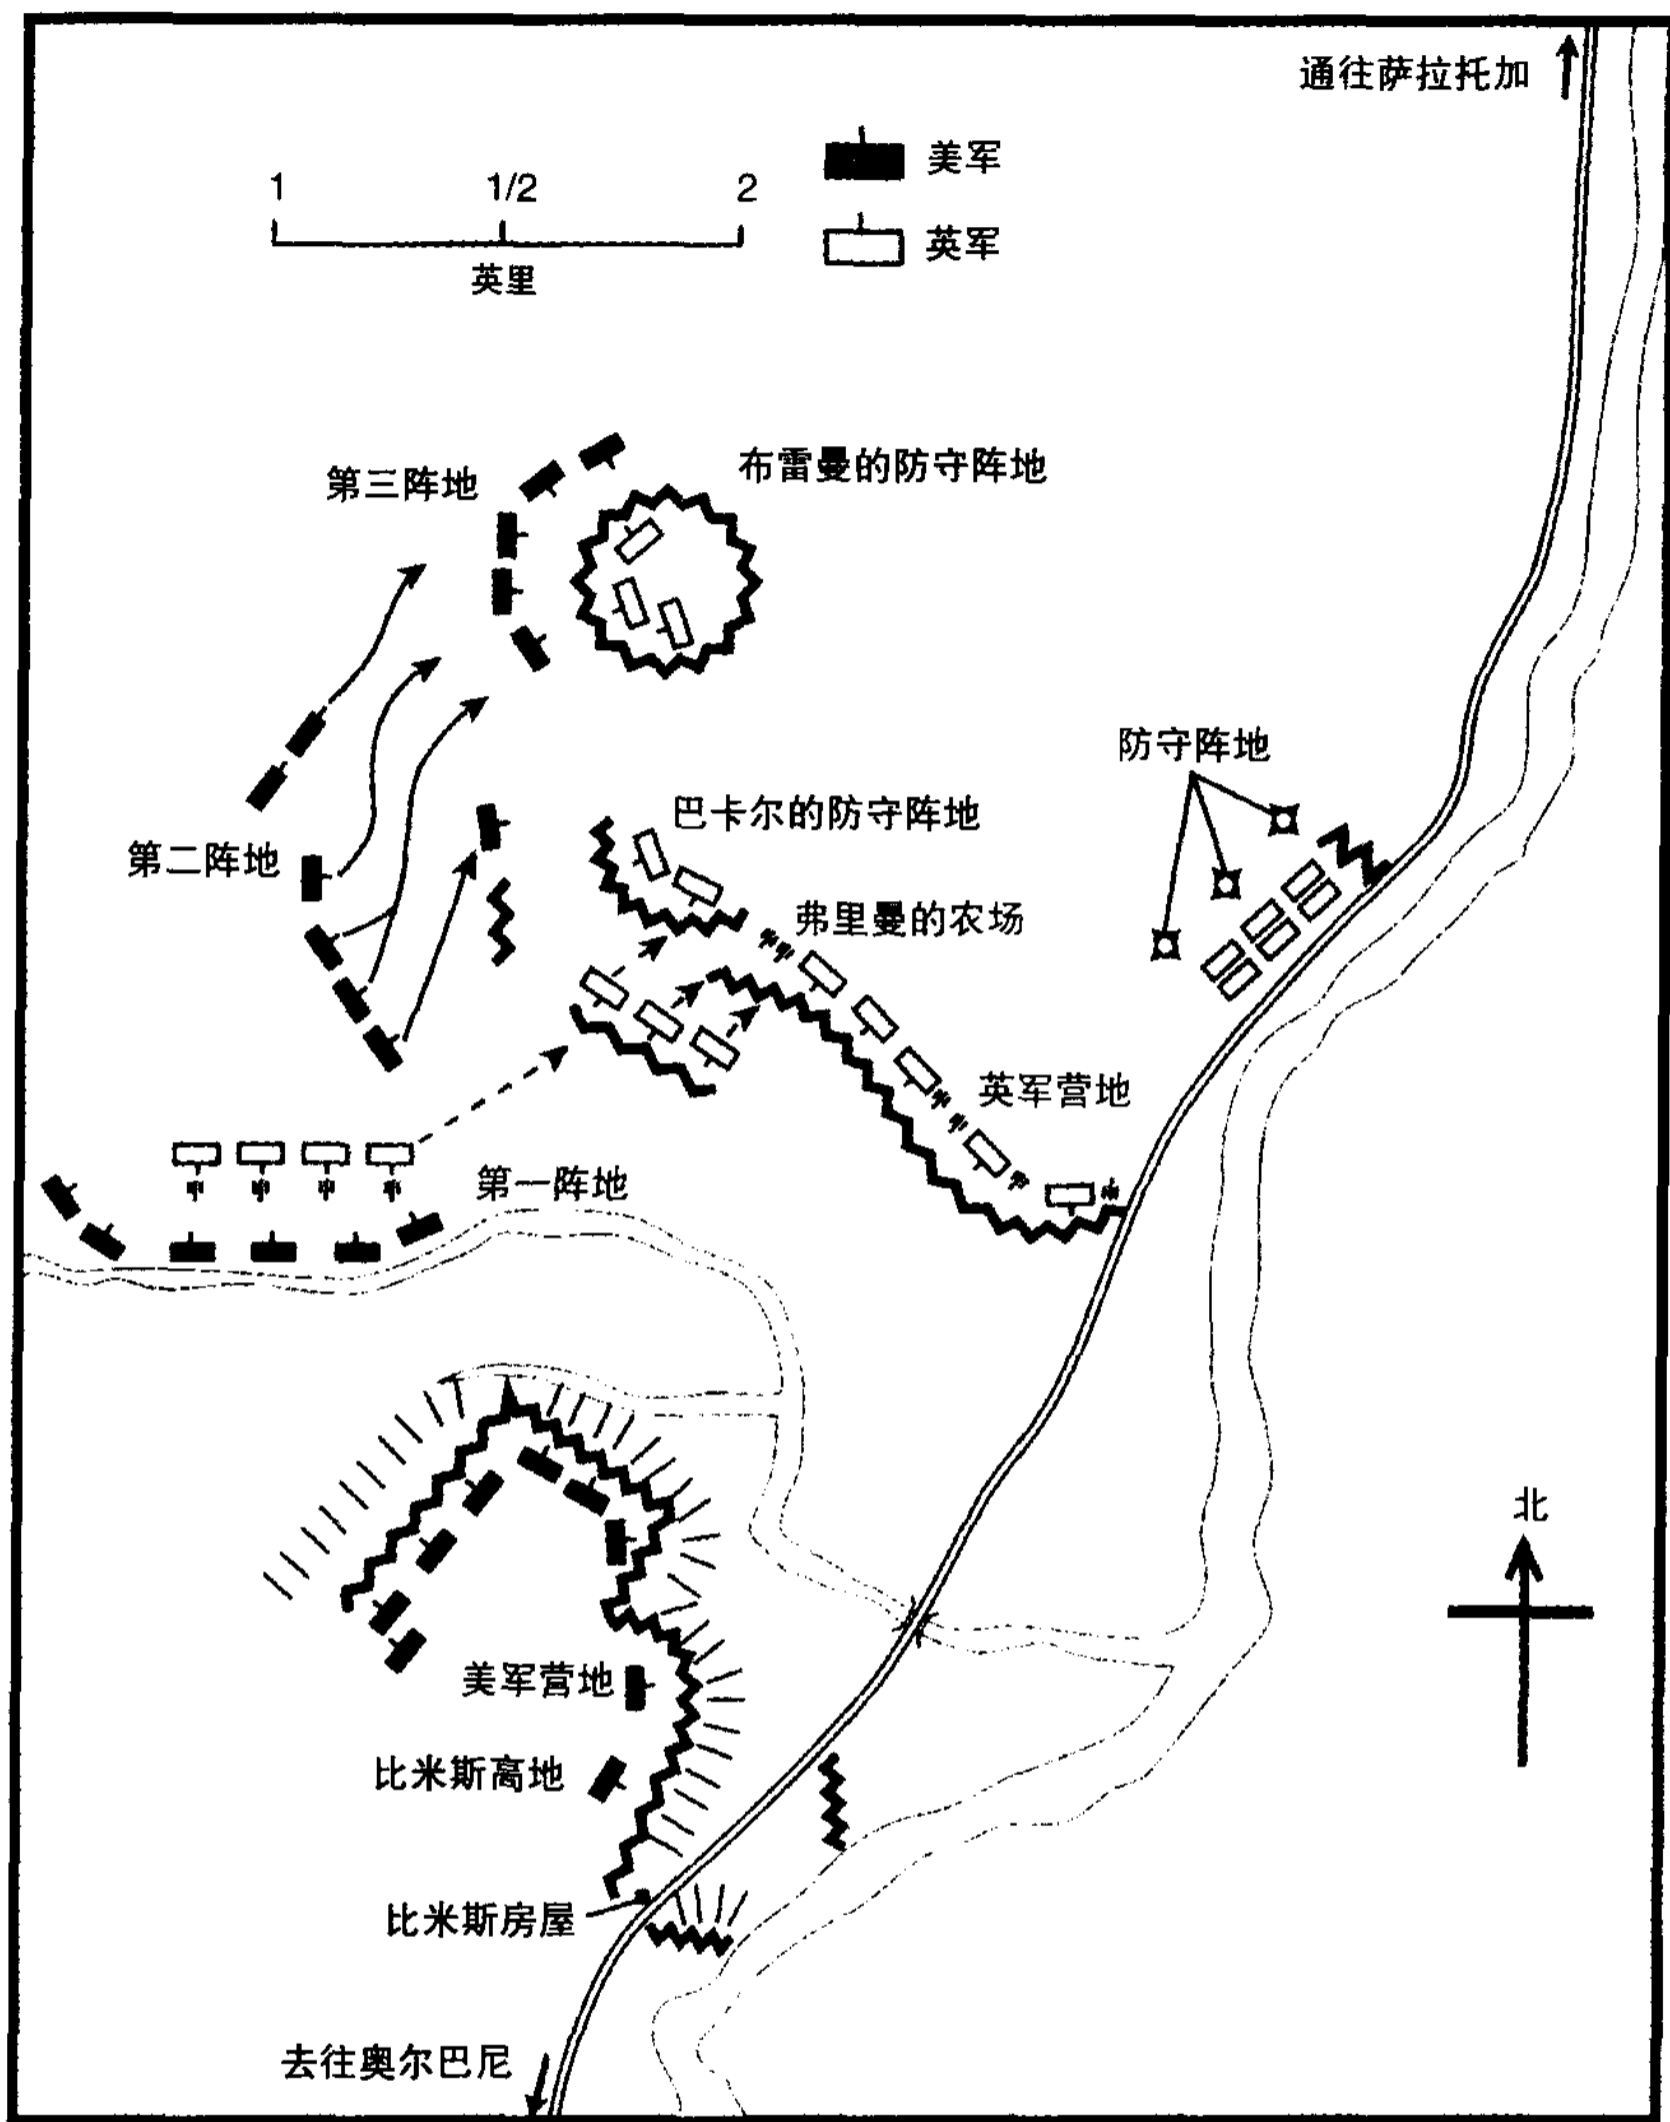 通往萨拉托加
1 1/2 2
英里
美军
英军
第三阵地
布雷曼的防守阵地
防守阵地
第二阵地
巴卡尔的防守阵地
弗里曼的农场
英军营地
第一阵地
北
美军营地
比米斯高地
比米斯房屋
去往奥尔巴尼